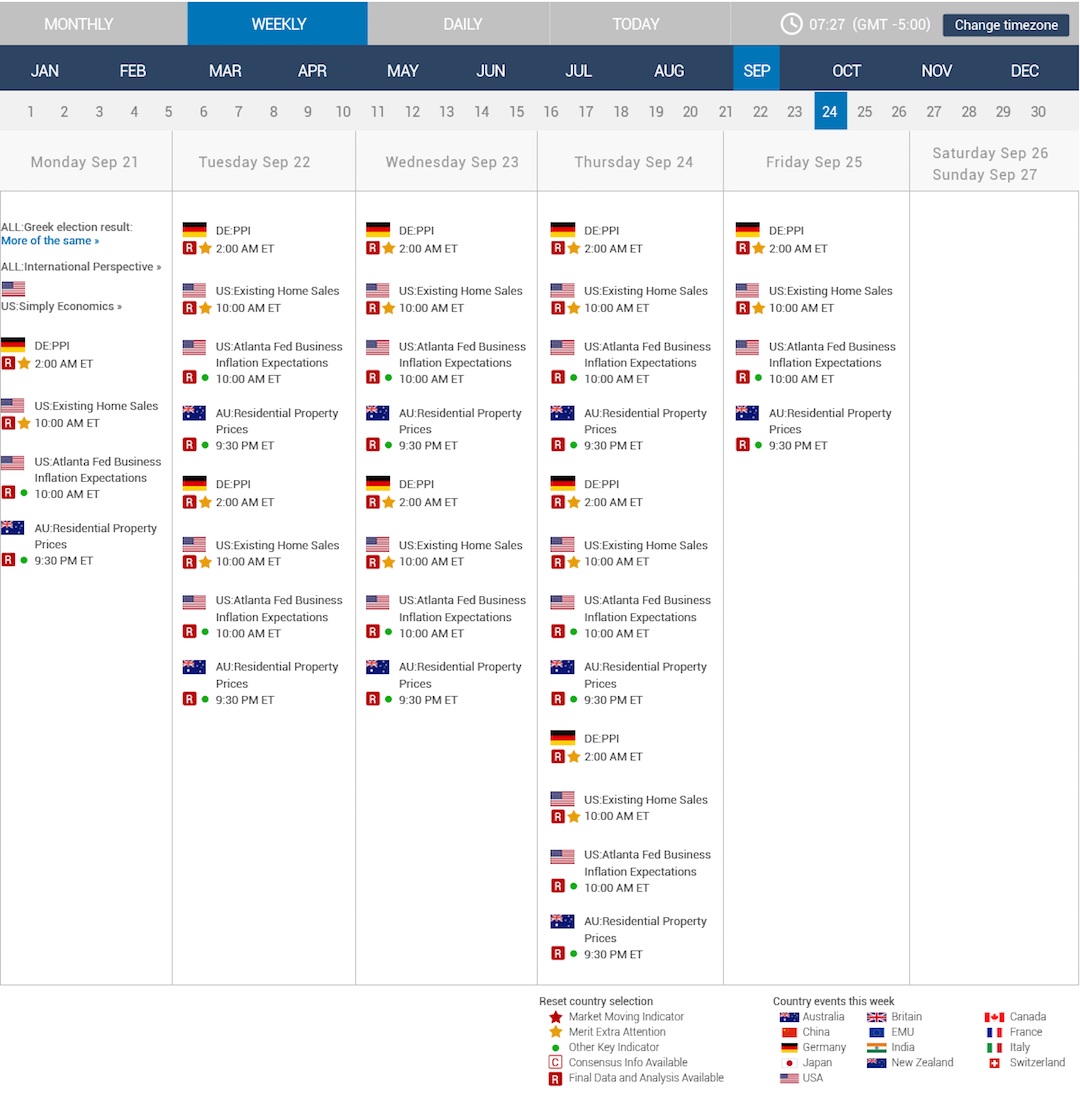 MONTHLY
WEEKLY
DAILY
TODAY
07:27 (GMT -5:00)
Change timezone
JAN FEB MAR APR MAY JUN JUL AUG SEP OCT NOV DEC
1 2 3 4 5 6 7 8 9 10 11 12 13 14 15 16 17 18 19 20 21 22 23 24 25 26 27 28 29 30
Monday Sep 21
Tuesday Sep 22
Wednesday Sep 23
Thursday Sep 24
Friday Sep 25
Saturday Sep 26
Sunday Sep 27
ALL:Greek election result:
More of the same »
ALL:International Perspective »
US:Simply Economics »
DE:PPI
R 2:00 AM ET
US:Existing Home Sales
R 10:00 AM ET
US:Atlanta Fed Business
Inflation Expectations
R 10:00 AM ET
AU:Residential Property
Prices
R 9:30 PM ET
DE:PPI
R 2:00 AM ET
US:Existing Home Sales
R 10:00 AM ET
US:Atlanta Fed Business
Inflation Expectations
R 10:00 AM ET
AU:Residential Property
Prices
R 9:30 PM ET
DE:PPI
R 2:00 AM ET
US:Existing Home Sales
R 10:00 AM ET
US:Atlanta Fed Business
Inflation Expectations
R 10:00 AM ET
AU:Residential Property
Prices
R 9:30 PM ET
DE:PPI
R 2:00 AM ET
US:Existing Home Sales
R 10:00 AM ET
US:Atlanta Fed Business
Inflation Expectations
R 10:00 AM ET
AU:Residential Property
Prices
R 9:30 PM ET
DE:PPI
R 2:00 AM ET
US:Existing Home Sales
R 10:00 AM ET
US:Atlanta Fed Business
Inflation Expectations
R 10:00 AM ET
AU:Residential Property
Prices
R 9:30 PM ET
DE:PPI
R 2:00 AM ET
US:Existing Home Sales
R 10:00 AM ET
US:Atlanta Fed Business
Inflation Expectations
R 10:00 AM ET
AU:Residential Property
Prices
R 9:30 PM ET
DE:PPI
R 2:00 AM ET
US:Existing Home Sales
R 10:00 AM ET
US:Atlanta Fed Business
Inflation Expectations
R 10:00 AM ET
AU:Residential Property
Prices
R 9:30 PM ET
DE:PPI
R 2:00 AM ET
US:Existing Home Sales
R 10:00 AM ET
US:Atlanta Fed Business
Inflation Expectations
R 10:00 AM ET
AU:Residential Property
Prices
R 9:30 PM ET
DE:PPI
R 2:00 AM ET
US:Existing Home Sales
R 10:00 AM ET
US:Atlanta Fed Business
Inflation Expectations
R 10:00 AM ET
AU:Residential Property
Prices
R 9:30 PM ET
Reset country selection
Market Moving Indicator
Merit Extra Attention
Other Key Indicator
C Consensus Info Available
R Final Data and Analysis Available
Country events this week
Australia
China
Germany
Japan
USA
Britain
EMU
India
New Zealand
Canada
France
Italy
Switzerland